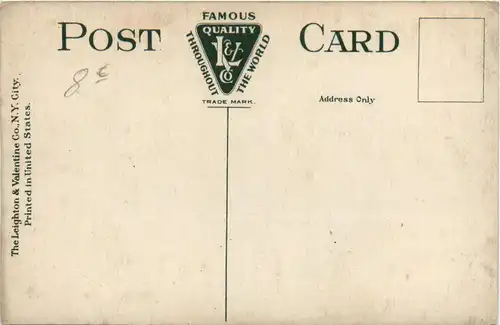 POST CARD
FAMOUS
QUALITY
THROUGHOUT THE WORLD
L&V
Co
TRADE MARK.
8¢
Address Only
The Leighton & Valentine Co., N.Y. City.
Printed in United States.